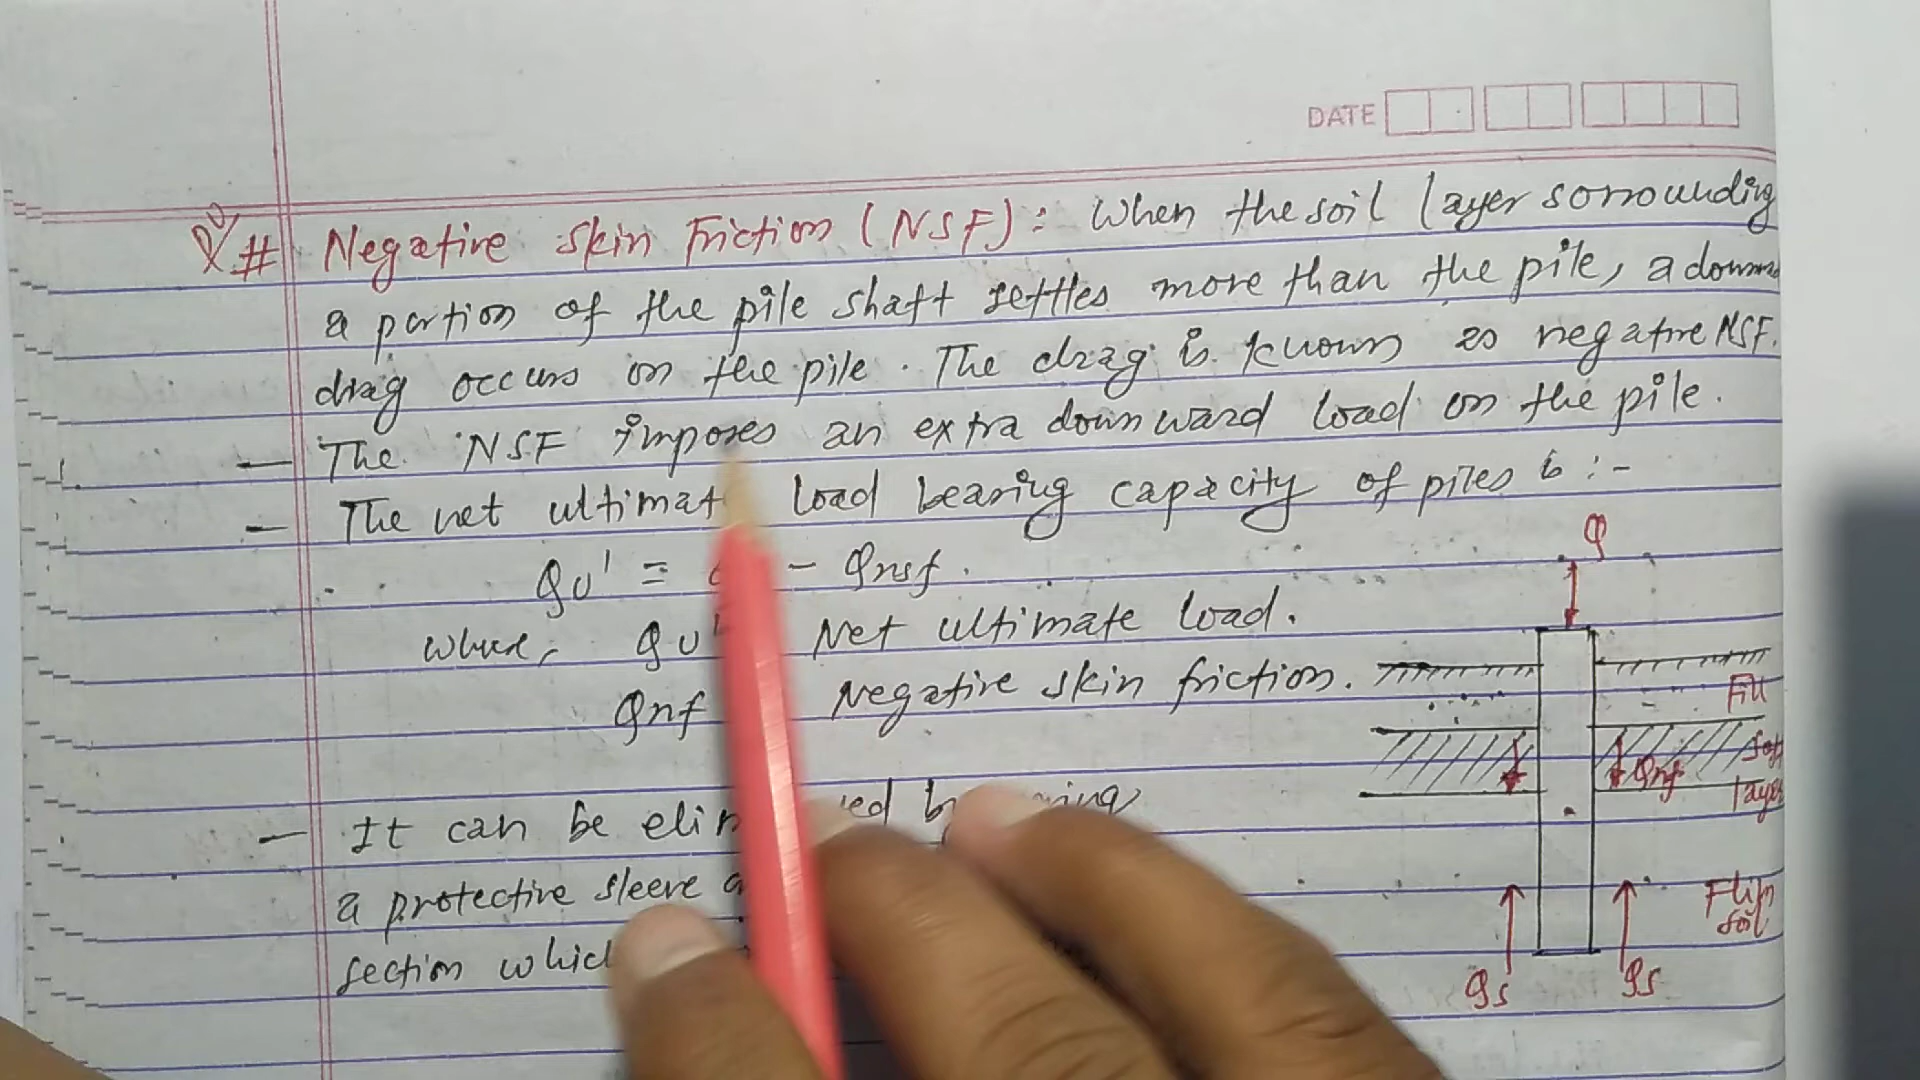 DATE
# Negative skin friction (NSF): When the soil layer sorrounding
a portion of the pile shaft settles more than the pile, a down
drag occurs on the pile. The drag is known as negative NSF.
— The NSF imposes an extra downward load on the pile.
— The net ultimat load bearing capacity of piles is :-
Qu' = - Qnsf.
where, Qu' Net ultimate load.
Qnf Negative skin friction.
— It can be
a protective sleeve
section which
Q
Fill
Soft
layer
Qnf
soil
Qs Qs